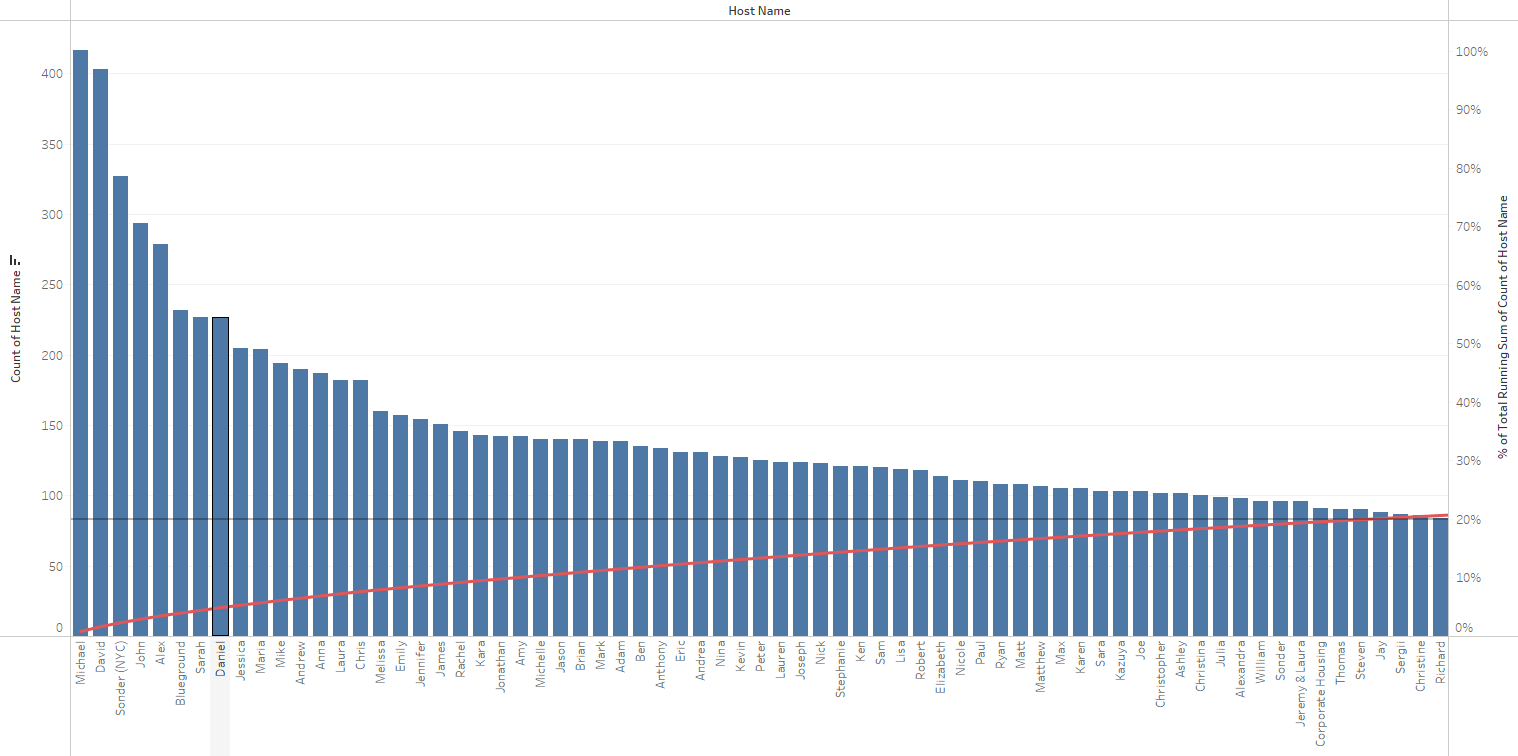 Host Name
Count of Host Name
400
350
300
250
200
150
100
50
0
100%
90%
80%
70%
60%
50%
40%
30%
20%
10%
0%
% of Total Running Sum of Count of Host Name
Michael
David
Sonder (NYC)
John
Alex
Blueground
Sarah
Daniel
Jessica
Maria
Mike
Andrew
Anna
Laura
Chris
Melissa
Emily
Jennifer
James
Rachel
Kara
Jonathan
Amy
Michelle
Jason
Brian
Mark
Adam
Ben
Anthony
Eric
Andrea
Nina
Kevin
Peter
Lauren
Joseph
Nick
Stephanie
Ken
Sam
Lisa
Robert
Elizabeth
Nicole
Paul
Ryan
Matt
Matthew
Max
Karen
Sara
Kazuya
Joe
Christopher
Ashley
Christina
Julia
Alexandra
William
Sonder
Jeremy & Laura
Corporate Housing
Thomas
Steven
Jay
Sergii
Christine
Richard